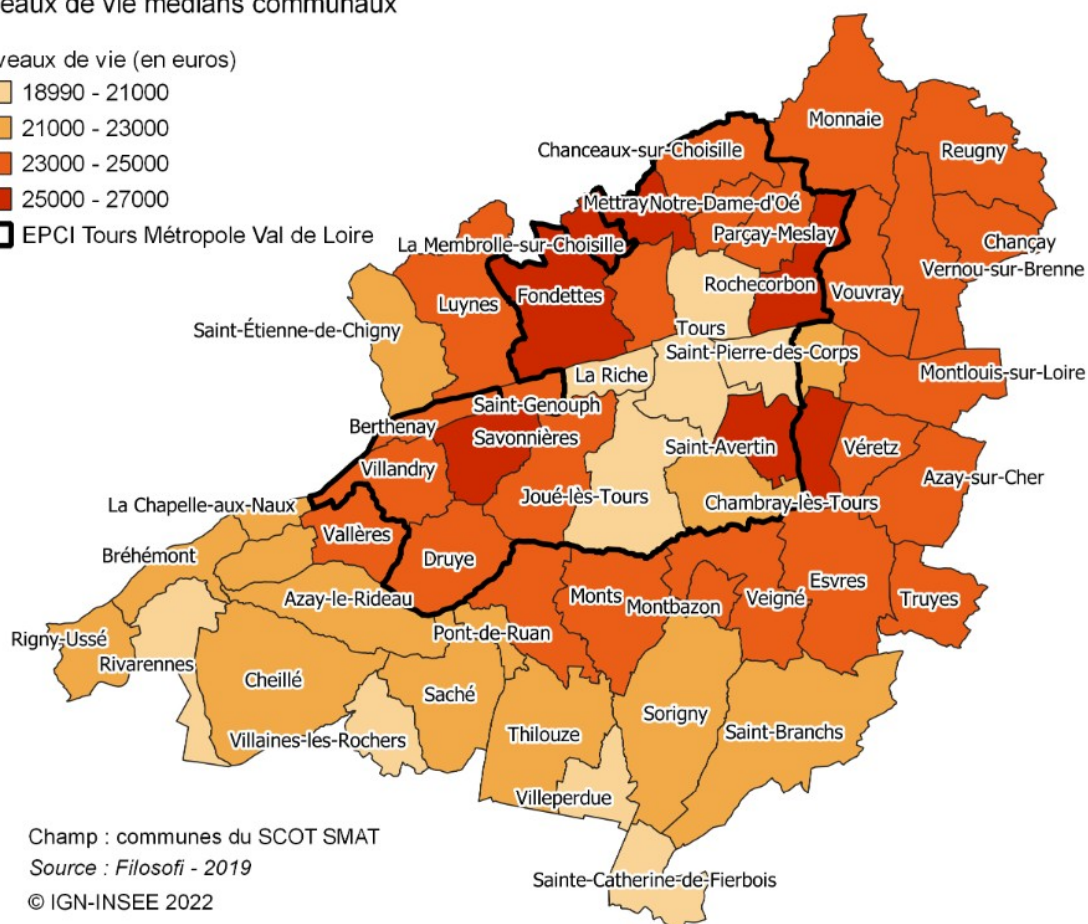 eaux de vie médians communaux
veaux de vie (en euros)
18990 - 21000
21000 - 23000
23000 - 25000
25000 - 27000
EPCI Tours Métropole Val de Loire
Monnaie
Reugny
Chanceaux-sur-Choisille
Mettray
Notre-Dame-d'Oé
Parçay-Meslay
Chançay
La Membrolle-sur-Choisille
Vernou-sur-Brenne
Rochecorbon
Vouvray
Fondettes
Luynes
Saint-Étienne-de-Chigny
Tours
Saint-Pierre-des-Corps
La Riche
Montlouis-sur-Loire
Saint-Genouph
Berthenay
Savonnières
Saint-Avertin
Véretz
Villandry
Azay-sur-Cher
Joué-lès-Tours
Chambray-lès-Tours
La Chapelle-aux-Naux
Vallères
Bréhémont
Druye
Esvres
Azay-le-Rideau
Monts
Montbazon
Veigné
Truyes
Pont-de-Ruan
Rigny-Ussé
Rivarennes
Cheillé
Saché
Sorigny
Saint-Branchs
Villaines-les-Rochers
Thilouze
Villeperdue
Sainte-Catherine-de-Fierbois
Champ : communes du SCOT SMAT
Source : Filosofi - 2019
© IGN-INSEE 2022